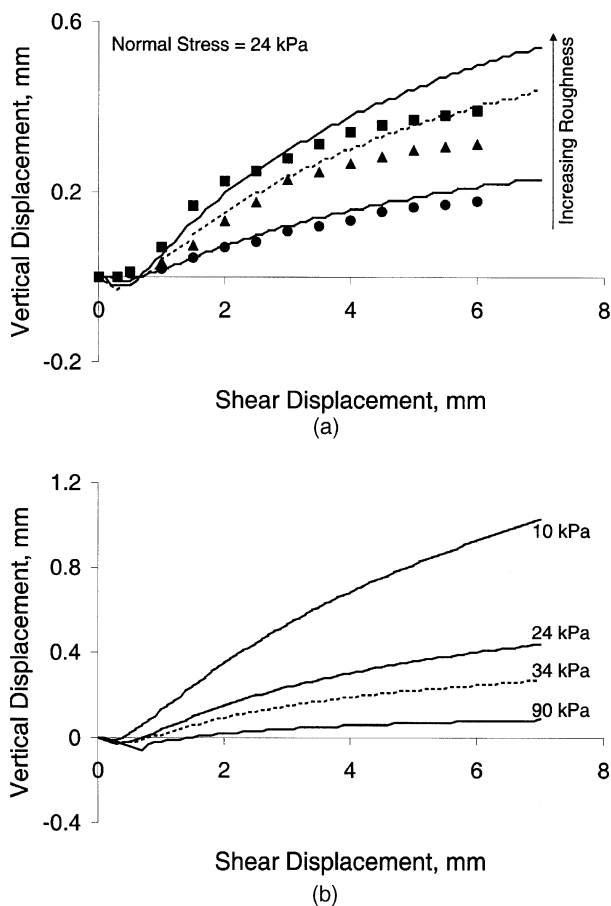 0.6
Normal Stress = 24 kPa
Increasing Roughness
Vertical Displacement, mm
0.2
0
2
4
6
8
-0.2
Shear Displacement, mm
(a)
1.2
10 kPa
0.8
Vertical Displacement, mm
24 kPa
0.4
34 kPa
90 kPa
0
0
2
4
6
8
-0.4
Shear Displacement, mm
(b)